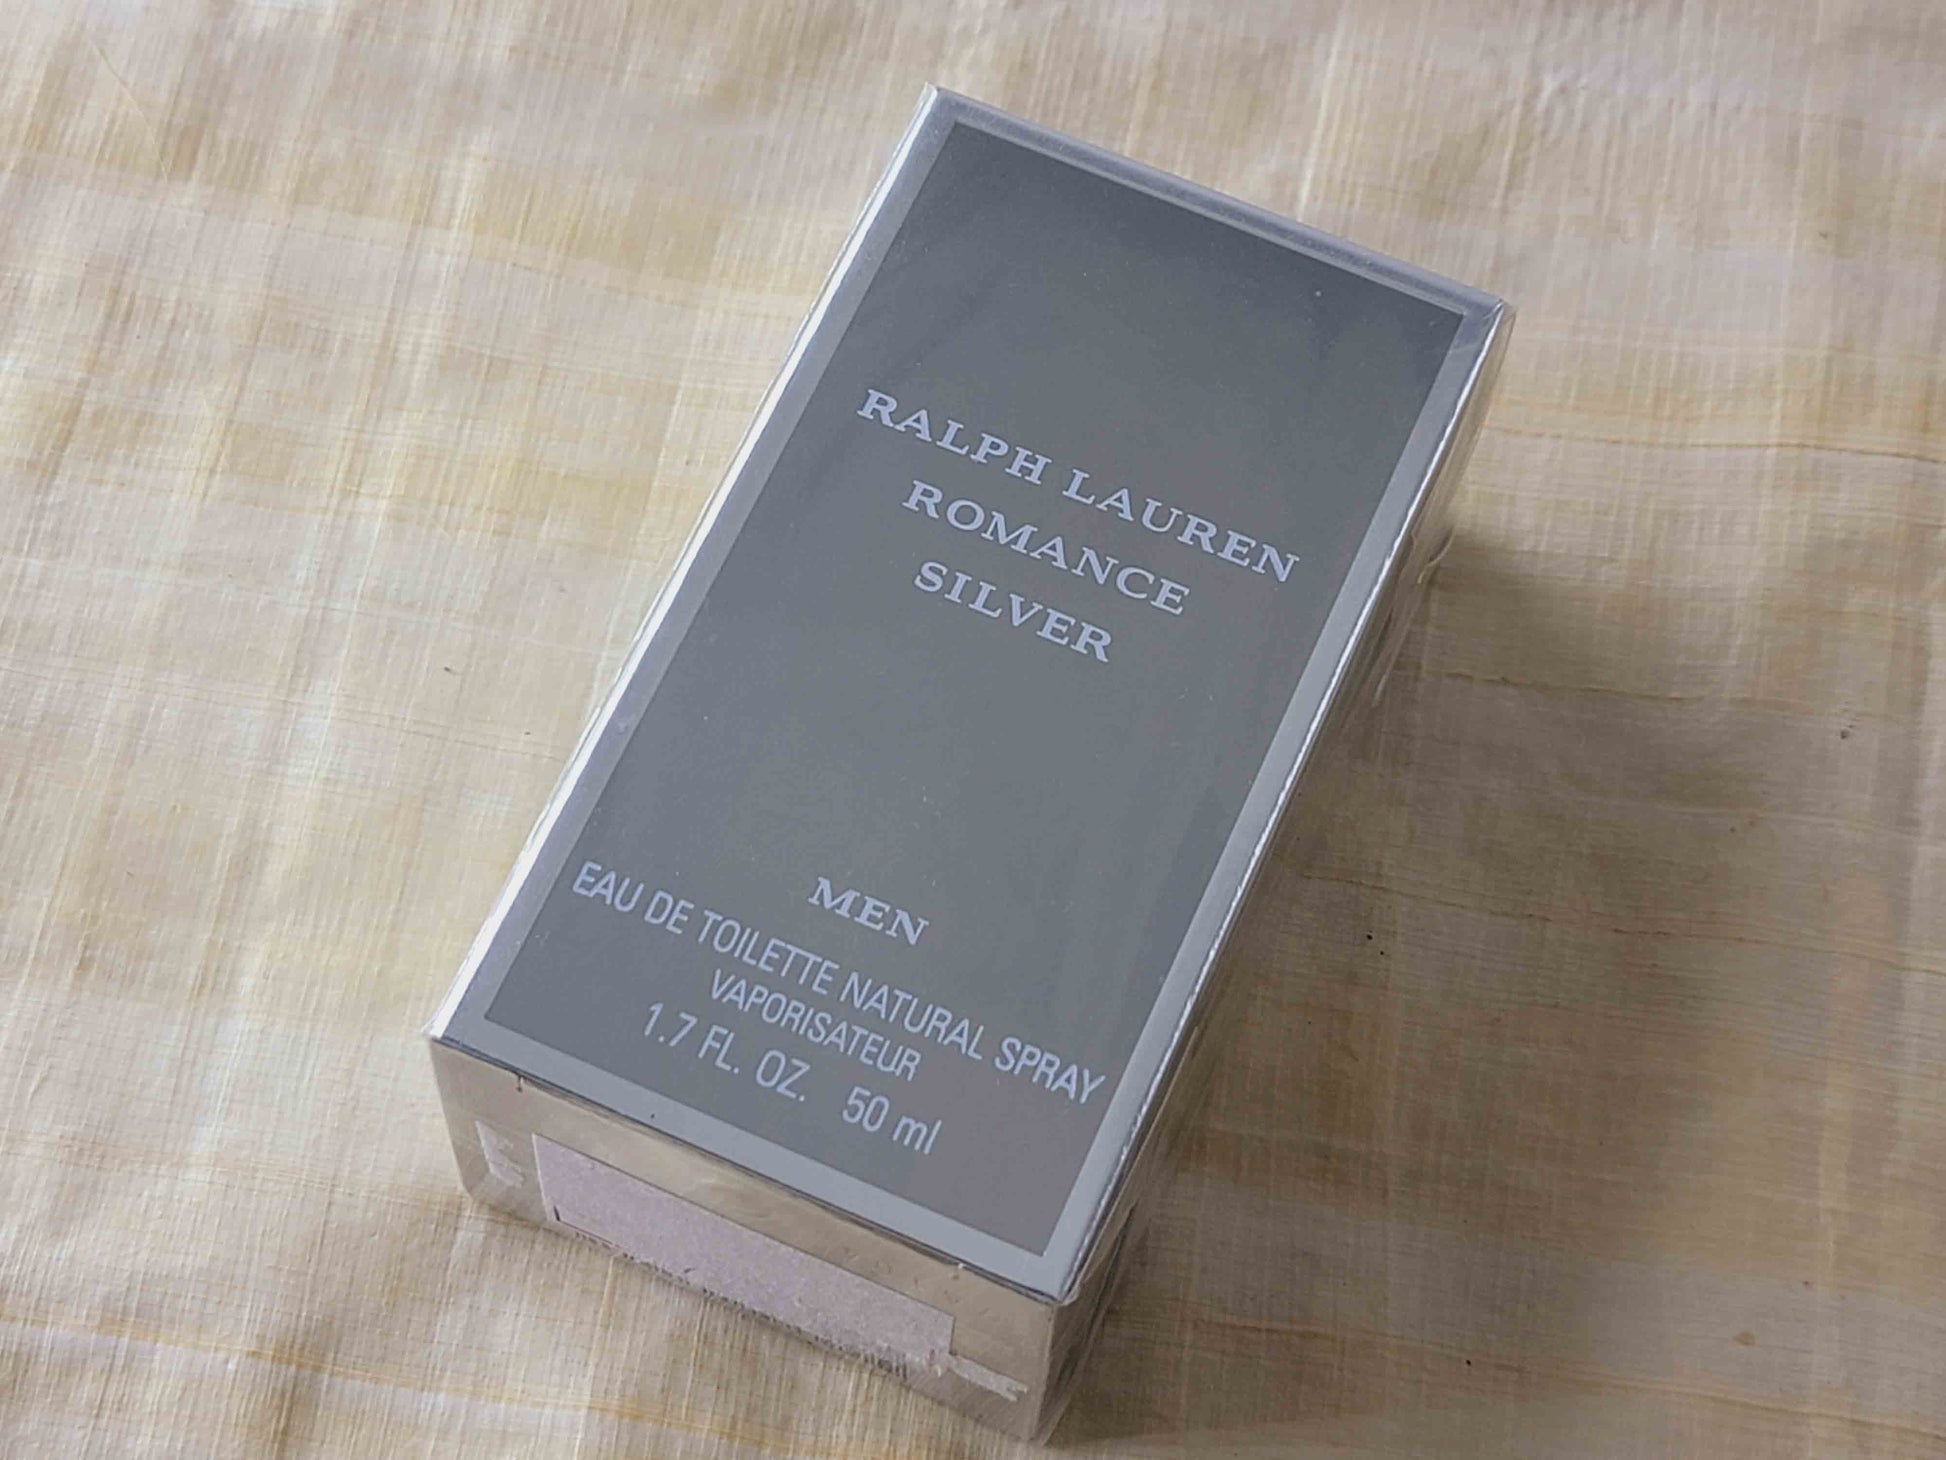 RALPH LAUREN
ROMANCE
SILVER
MEN
EAU DE TOILETTE NATURAL SPRAY
VAPORISATEUR
1.7 FL. OZ. 50 ml